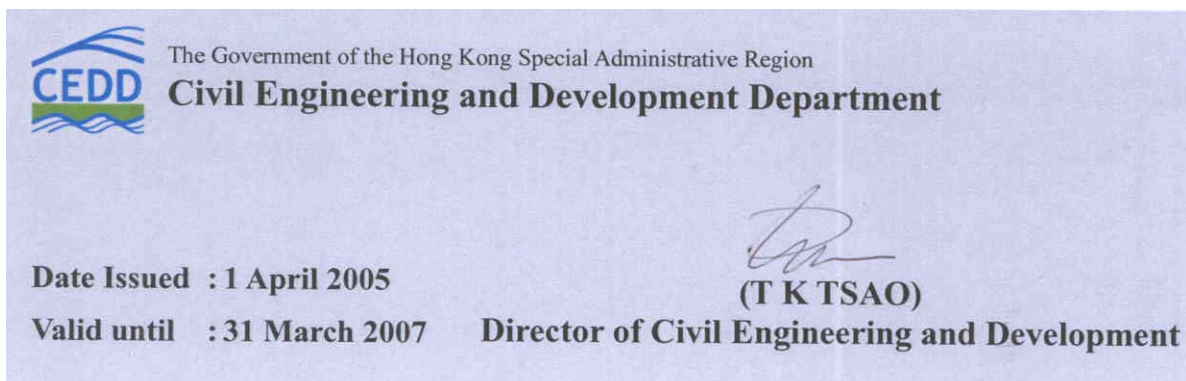 The Government of the Hong Kong Special Administrative Region
CEDD
Civil Engineering and Development Department
Date Issued : 1 April 2005
(T K TSAO)
Valid until : 31 March 2007
Director of Civil Engineering and Development